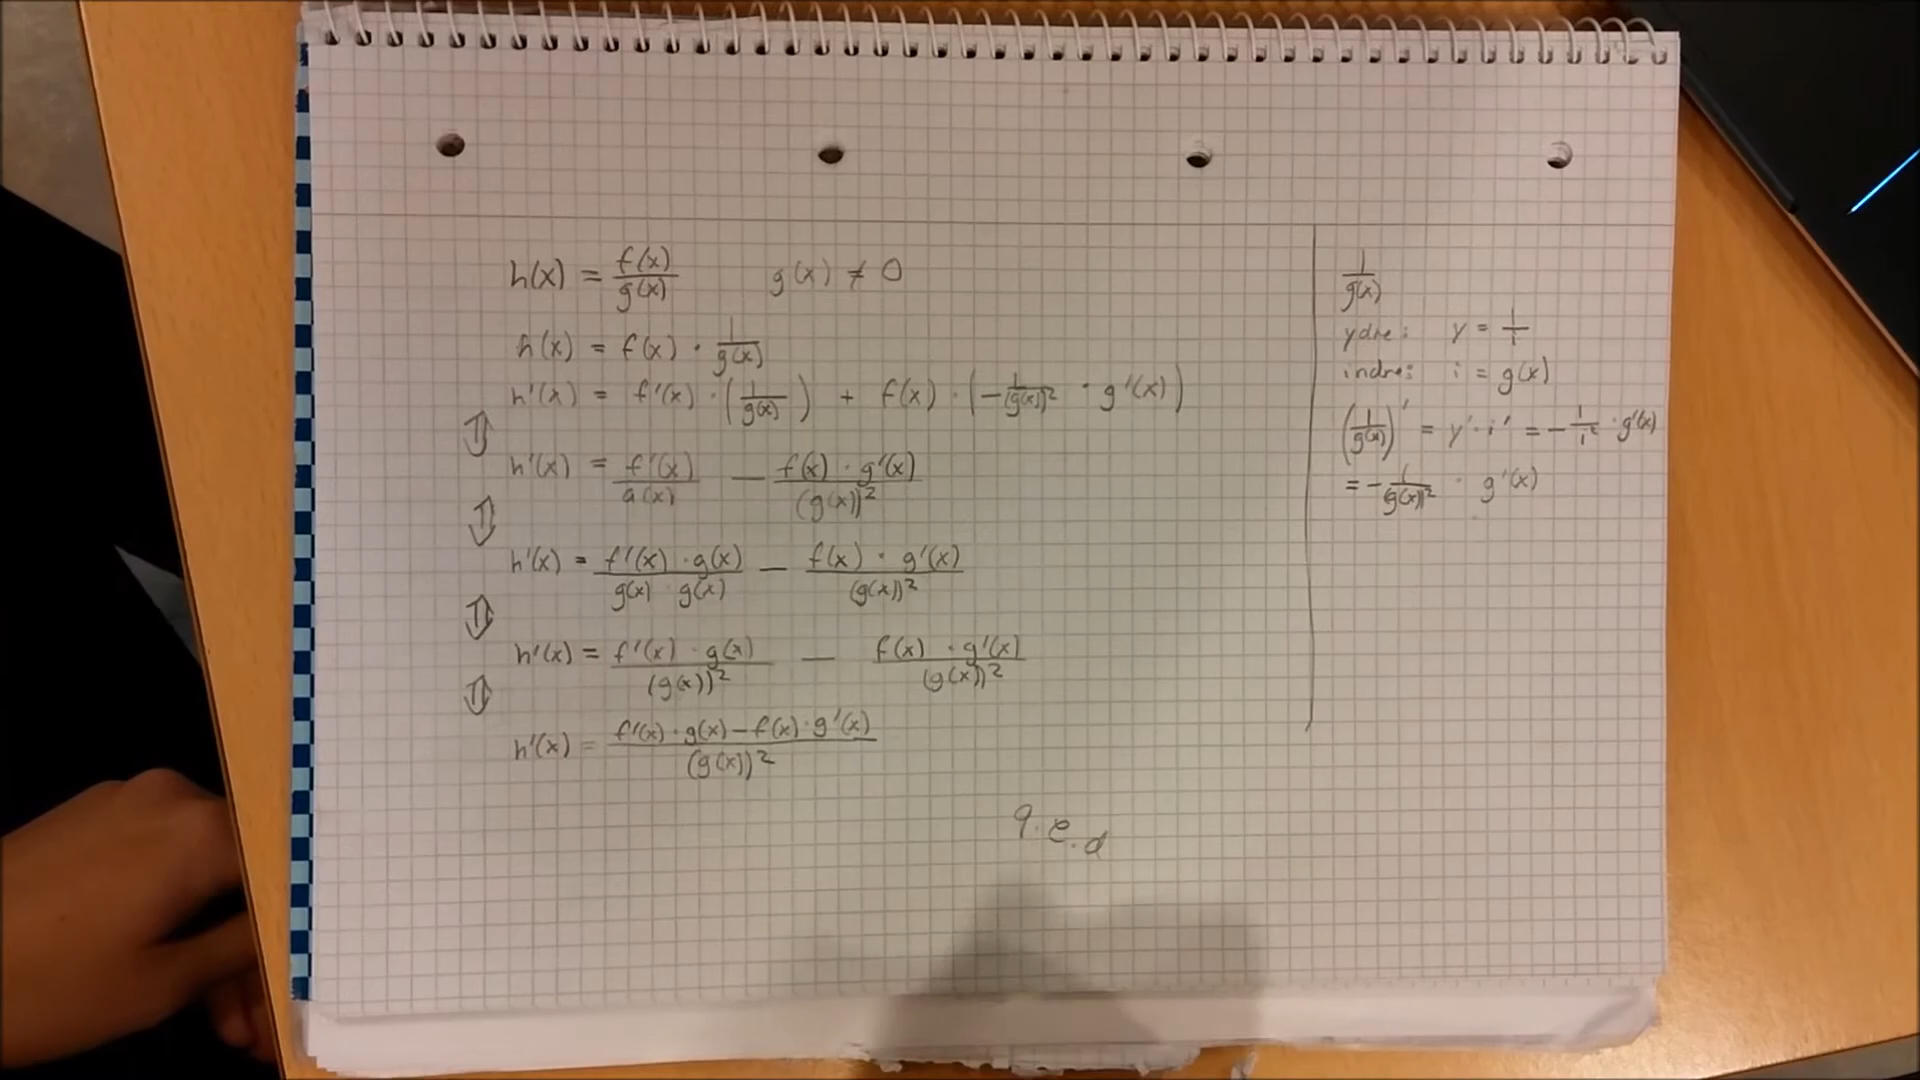 h(x) = f(x)/g(x)    g(x) ≠ 0
h(x) = f(x) · 1/g(x)
h'(x) = f'(x) · (1/g(x)) + f(x) · (-1/(g(x))² · g'(x))
⇕ h'(x) = f'(x)/g(x) — f(x) · g'(x)/(g(x))²
⇕ h'(x) = f'(x) · g(x)/g(x) · g(x) — f(x) · g'(x)/(g(x))²
⇕ h'(x) = f'(x) · g(x)/(g(x))² — f(x) · g'(x)/(g(x))²
⇕ h'(x) = f'(x) · g(x) - f(x) · g'(x)/(g(x))²
q.e.d
1/g(x)
ydre: y = 1/i
indre: i = g(x)
(1/g(x))' = y' · i' = -1/i² · g'(x)
= -1/(g(x))² · g'(x)